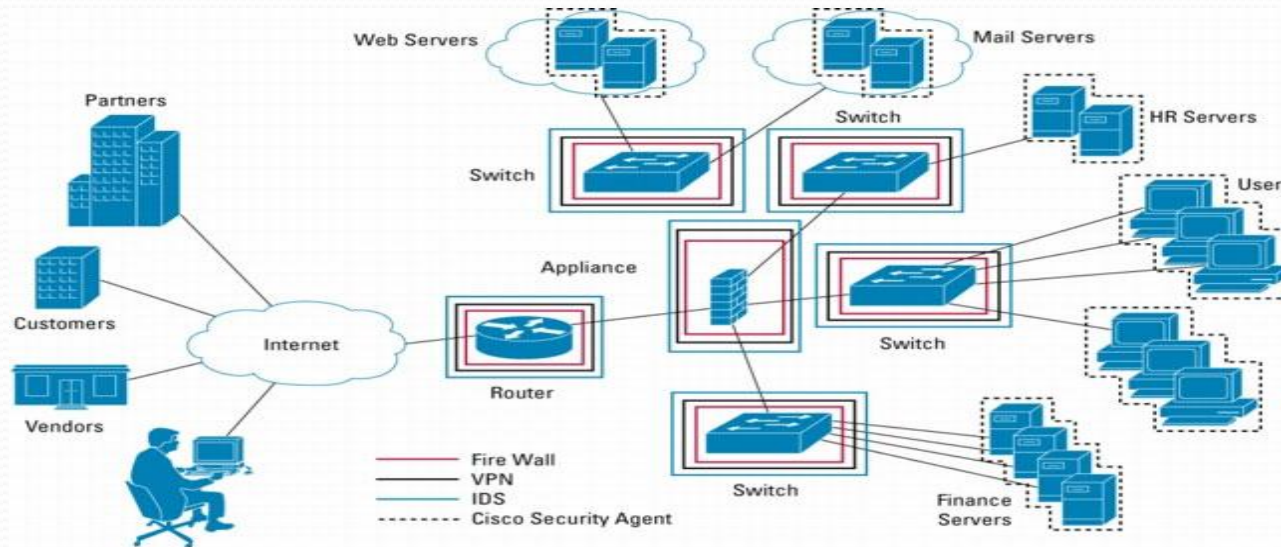 Web Servers
Mail Servers
Partners
Switch
HR Servers
Switch
User
Appliance
Customers
Internet
Switch
Router
Vendors
Fire Wall
VPN
IDS
Cisco Security Agent
Switch
Finance
Servers